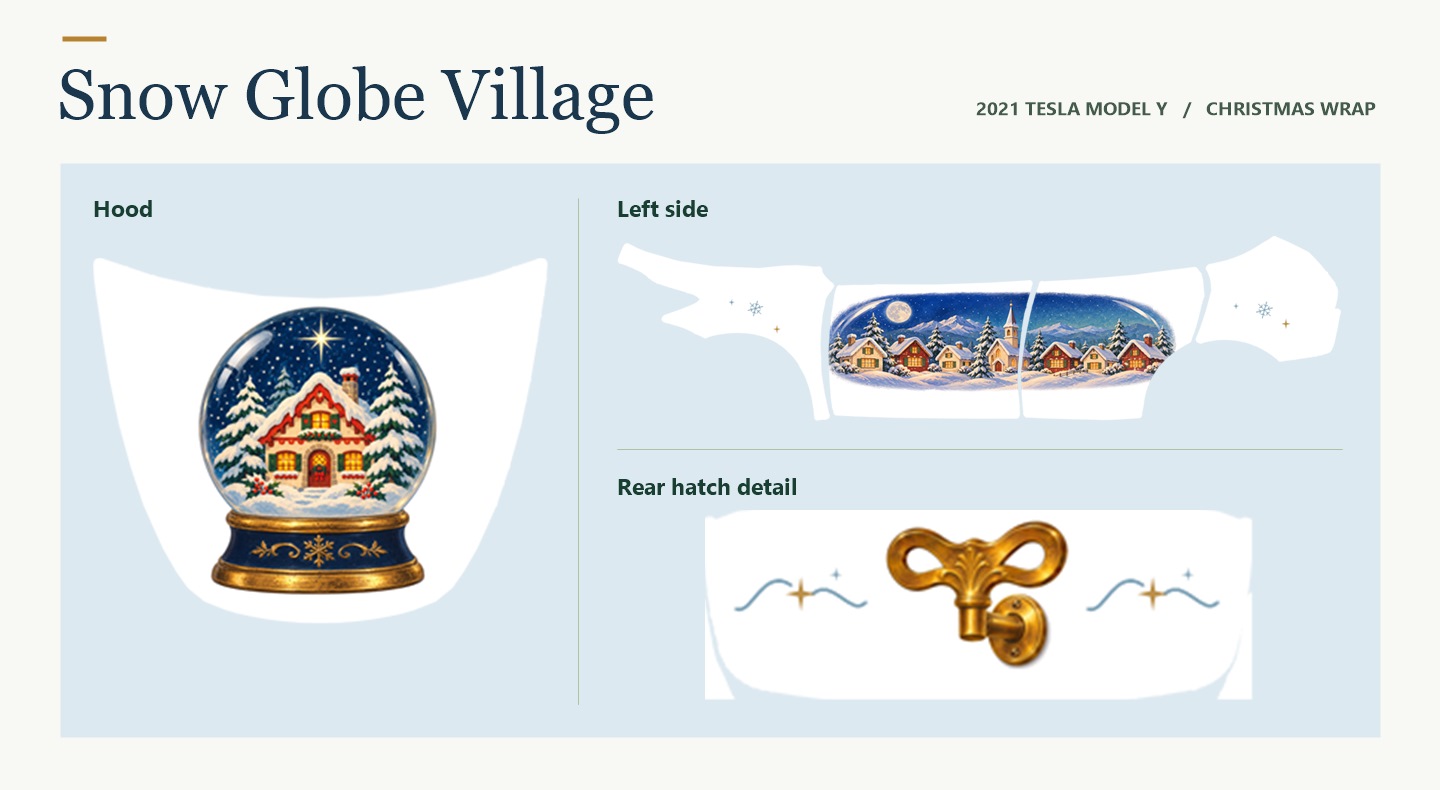 Snow Globe Village
2021 TESLA MODEL Y / CHRISTMAS WRAP
Hood
Left side
Rear hatch detail